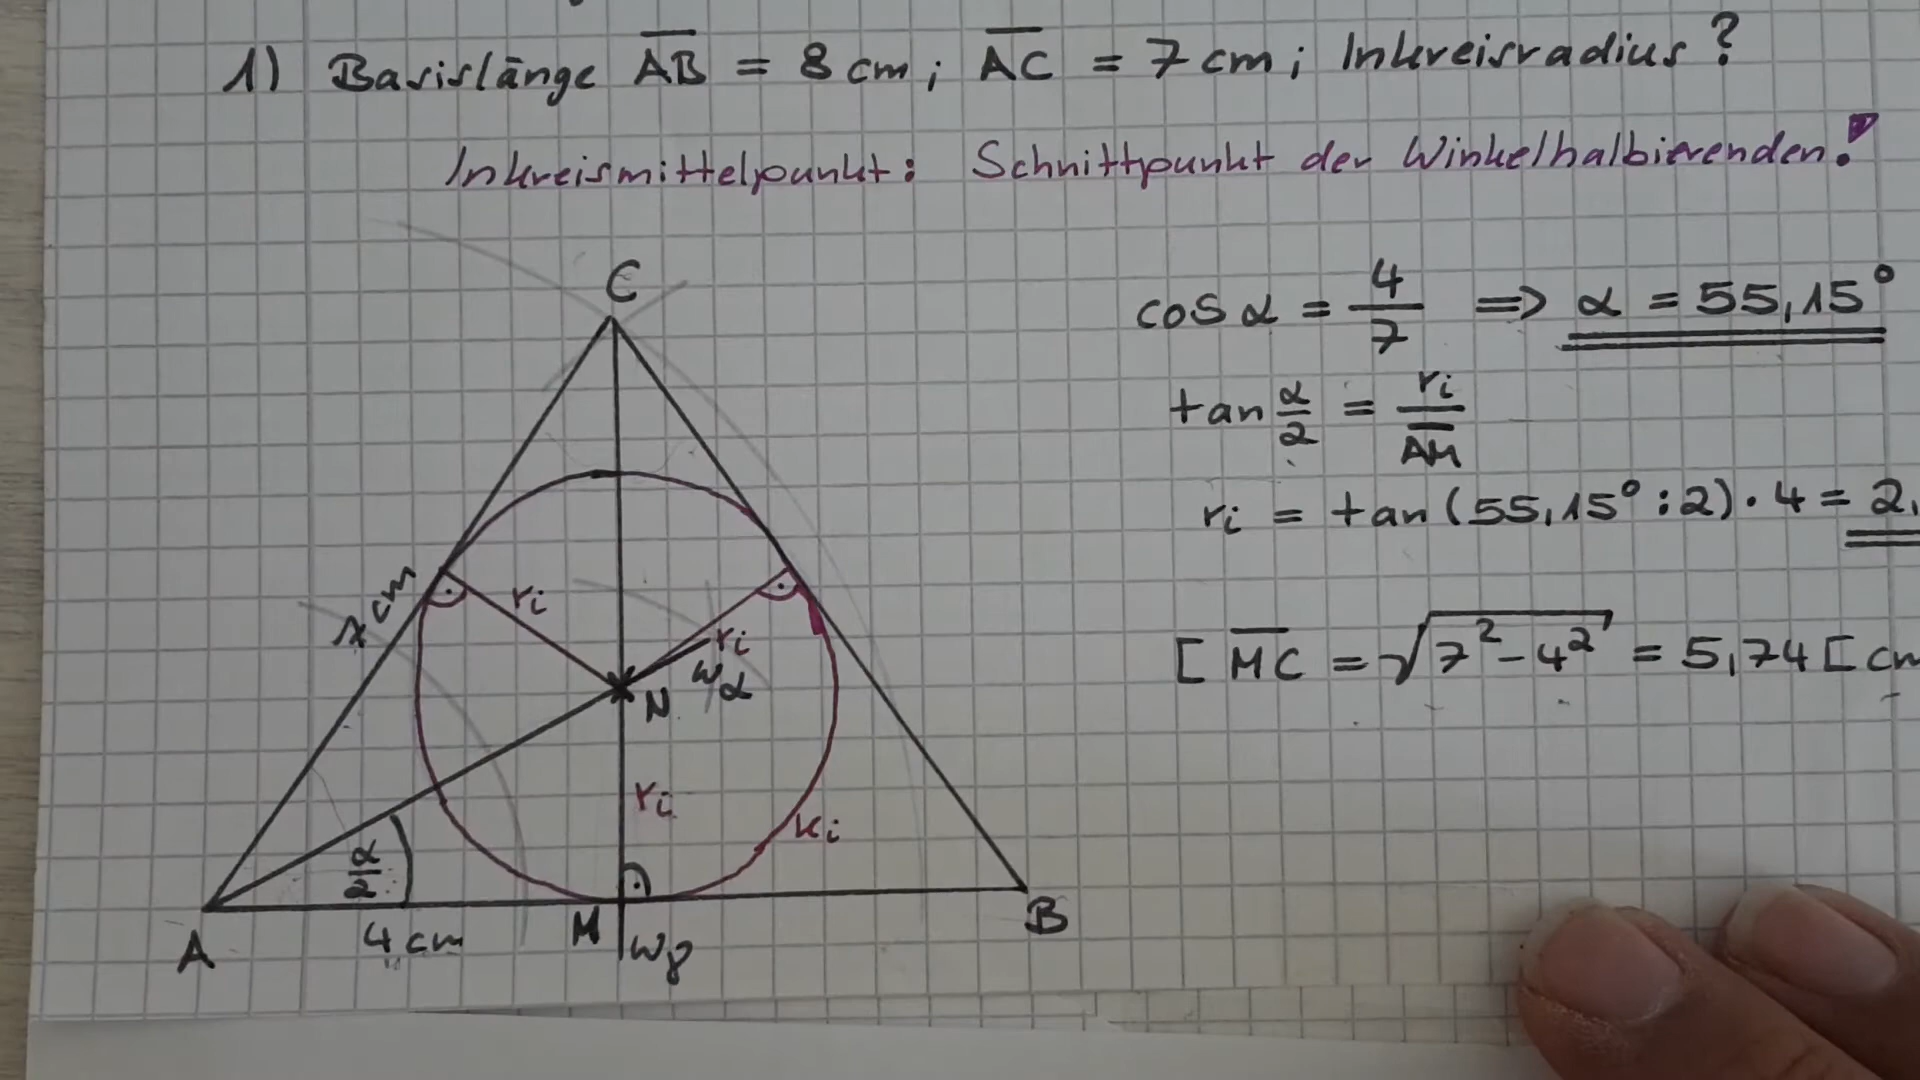 1) Basislänge AB = 8 cm; AC = 7 cm; Inkreisradius?
Inkreismittelpunkt: Schnittpunkt der Winkelhalbierenden!
C
cos α = 4/7 => α = 55,15°
tan α/2 = ri/AM
ri = tan(55,15° : 2) · 4 = 2,
7 cm
ri
ri
wα
N
[ MC = √7² - 4² = 5,74 [cm
ri
ki
α/2
A
4 cm
M
wγ
B